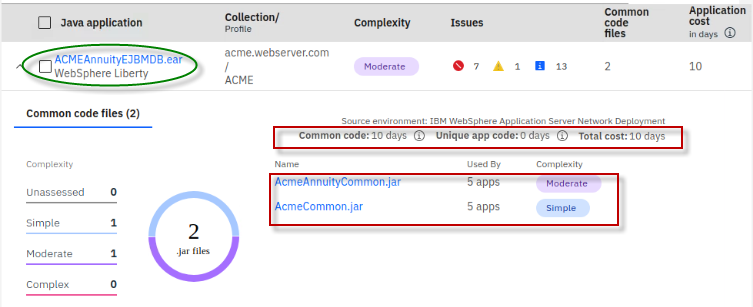 Java application
Collection/
Profile
Complexity
Issues
Common
code
files
Application
cost
in days
ACMEAnnuityEJBMDB.ear
WebSphere Liberty
acme.webserver.com
/
ACME
Moderate
7
1
13
2
10
Common code files (2)
Source environment: IBM WebSphere Application Server Network Deployment
Common code: 10 days Unique app code: 0 days Total cost: 10 days
Complexity
Unassessed 0
Simple 1
Moderate 1
Complex 0
2
.jar files
Name Used By Complexity
AcmeAnnuityCommon.jar 5 apps Moderate
AcmeCommon.jar 5 apps Simple